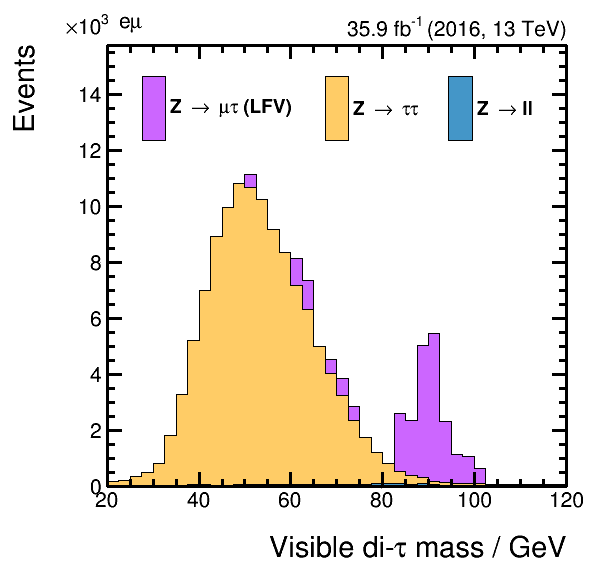 ×10³ eμ 35.9 fb⁻¹ (2016, 13 TeV)
Events
Z → μτ (LFV) Z → ττ Z → ll
14
12
10
8
6
4
2
0
20 40 60 80 100 120
Visible di-τ mass / GeV